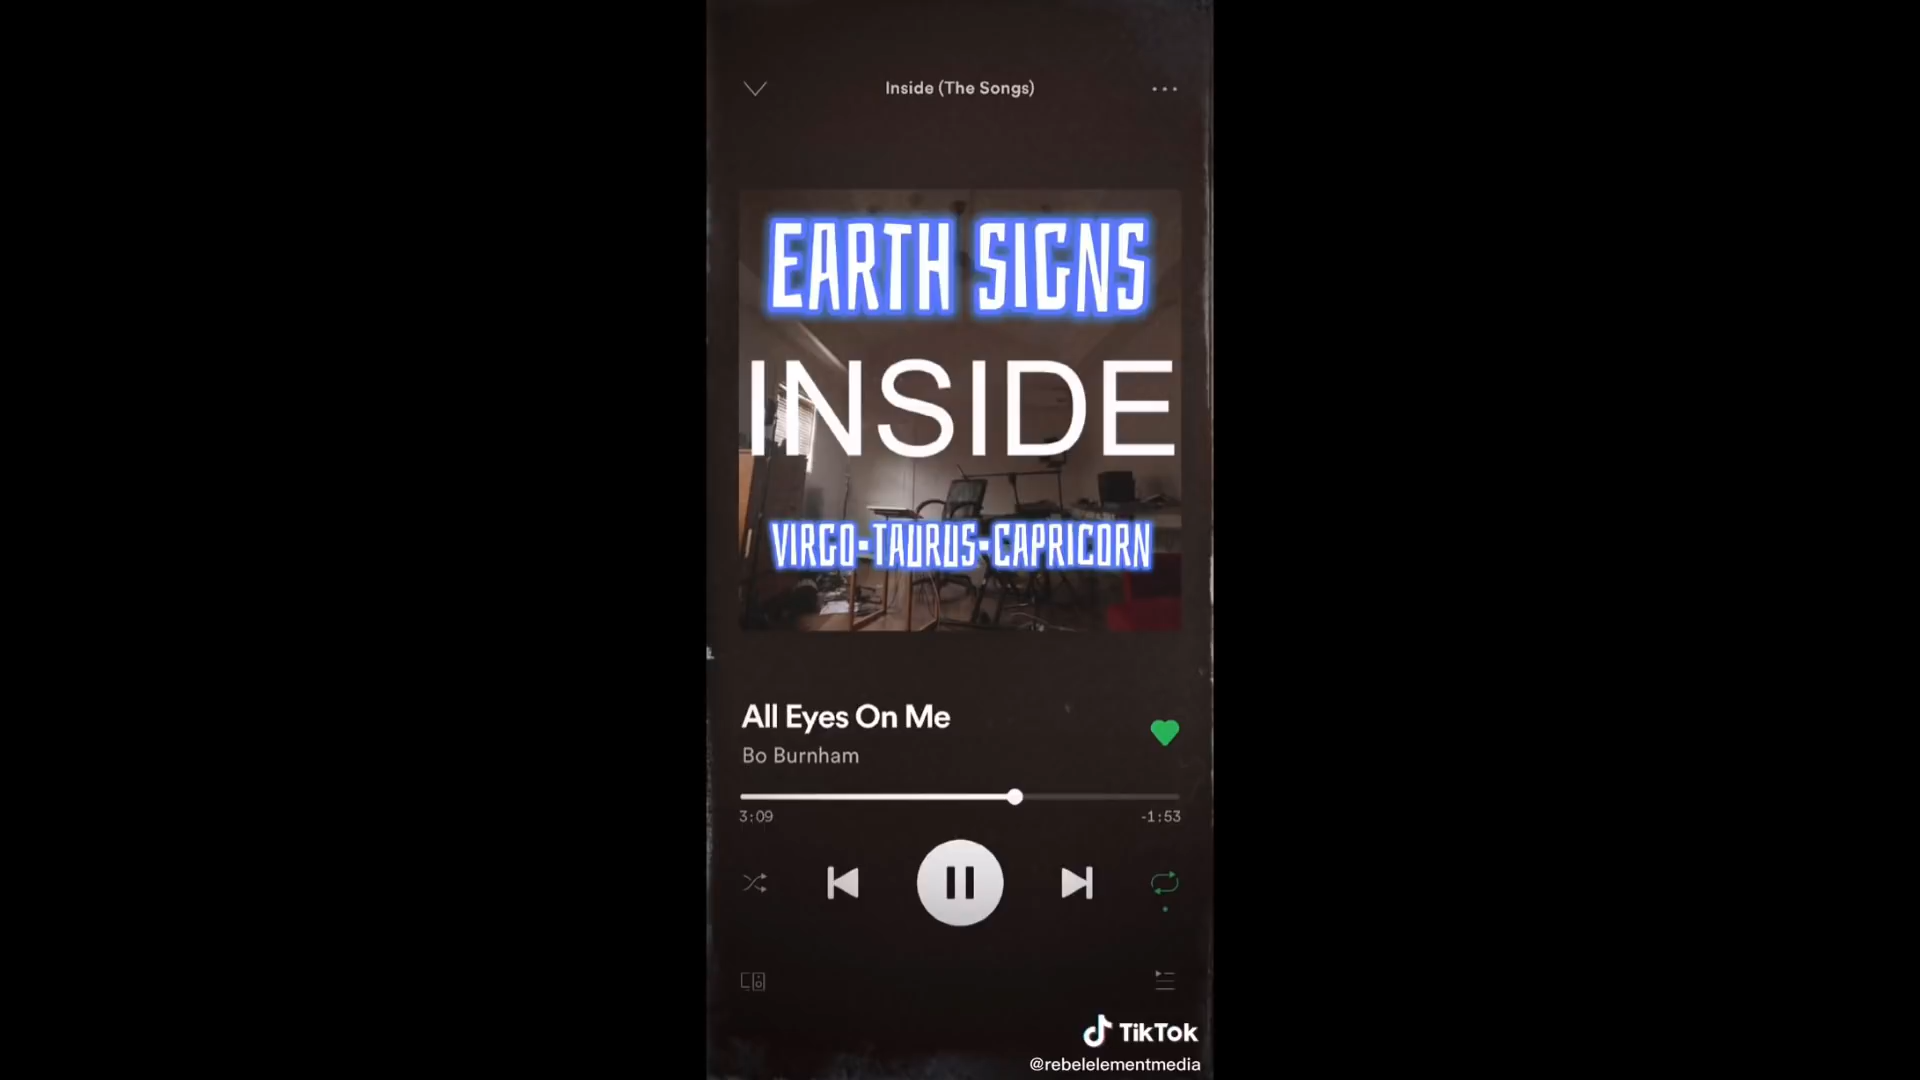 Inside (The Songs)
EARTH SIGNS
INSIDE
VIRGO•TAURUS•CAPRICORN
All Eyes On Me
Bo Burnham
3:09
-1:53
TikTok
@rebelelementmedia